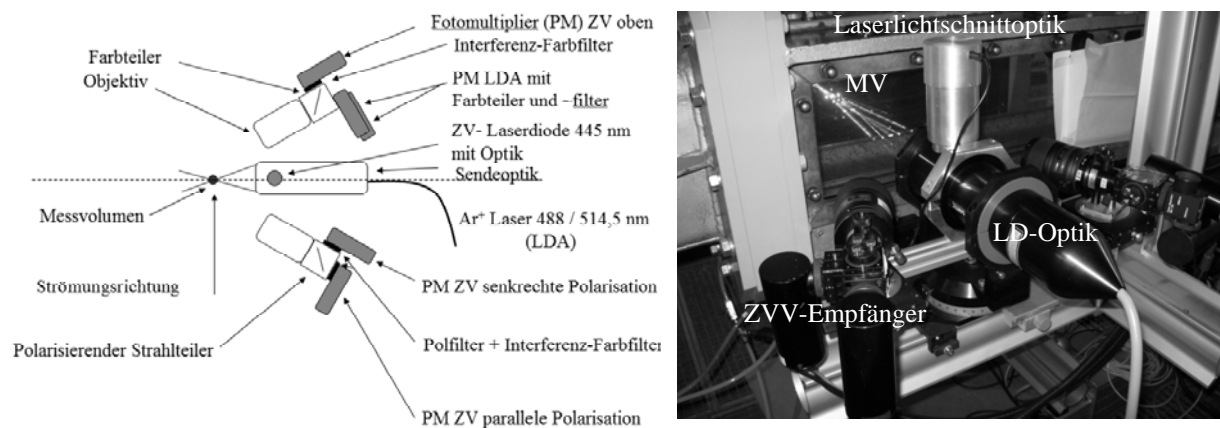 Fotomultiplier (PM) ZV oben
Interferenz-Farbfilter
Farbteiler
Objektiv
PM LDA mit
Farbteiler und –filter
ZV- Laserdiode 445 nm
mit Optik
Sendeoptik
Messvolumen
Ar⁺ Laser 488 / 514,5 nm
(LDA)
Strömungsrichtung
PM ZV senkrechte Polarisation
Polarisierender Strahlteiler
Polfilter + Interferenz-Farbfilter
PM ZV parallele Polarisation
Laserlichtschnittoptik
MV
LD-Optik
ZVV-Empfänger